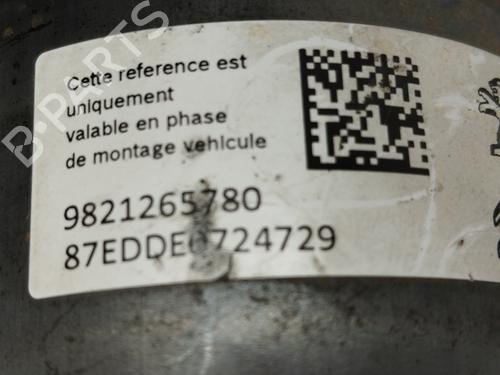 Cette reference est
uniquement
valable en phase
de montage vehicule
9821265780
87EDDE0724729
B-PARTS